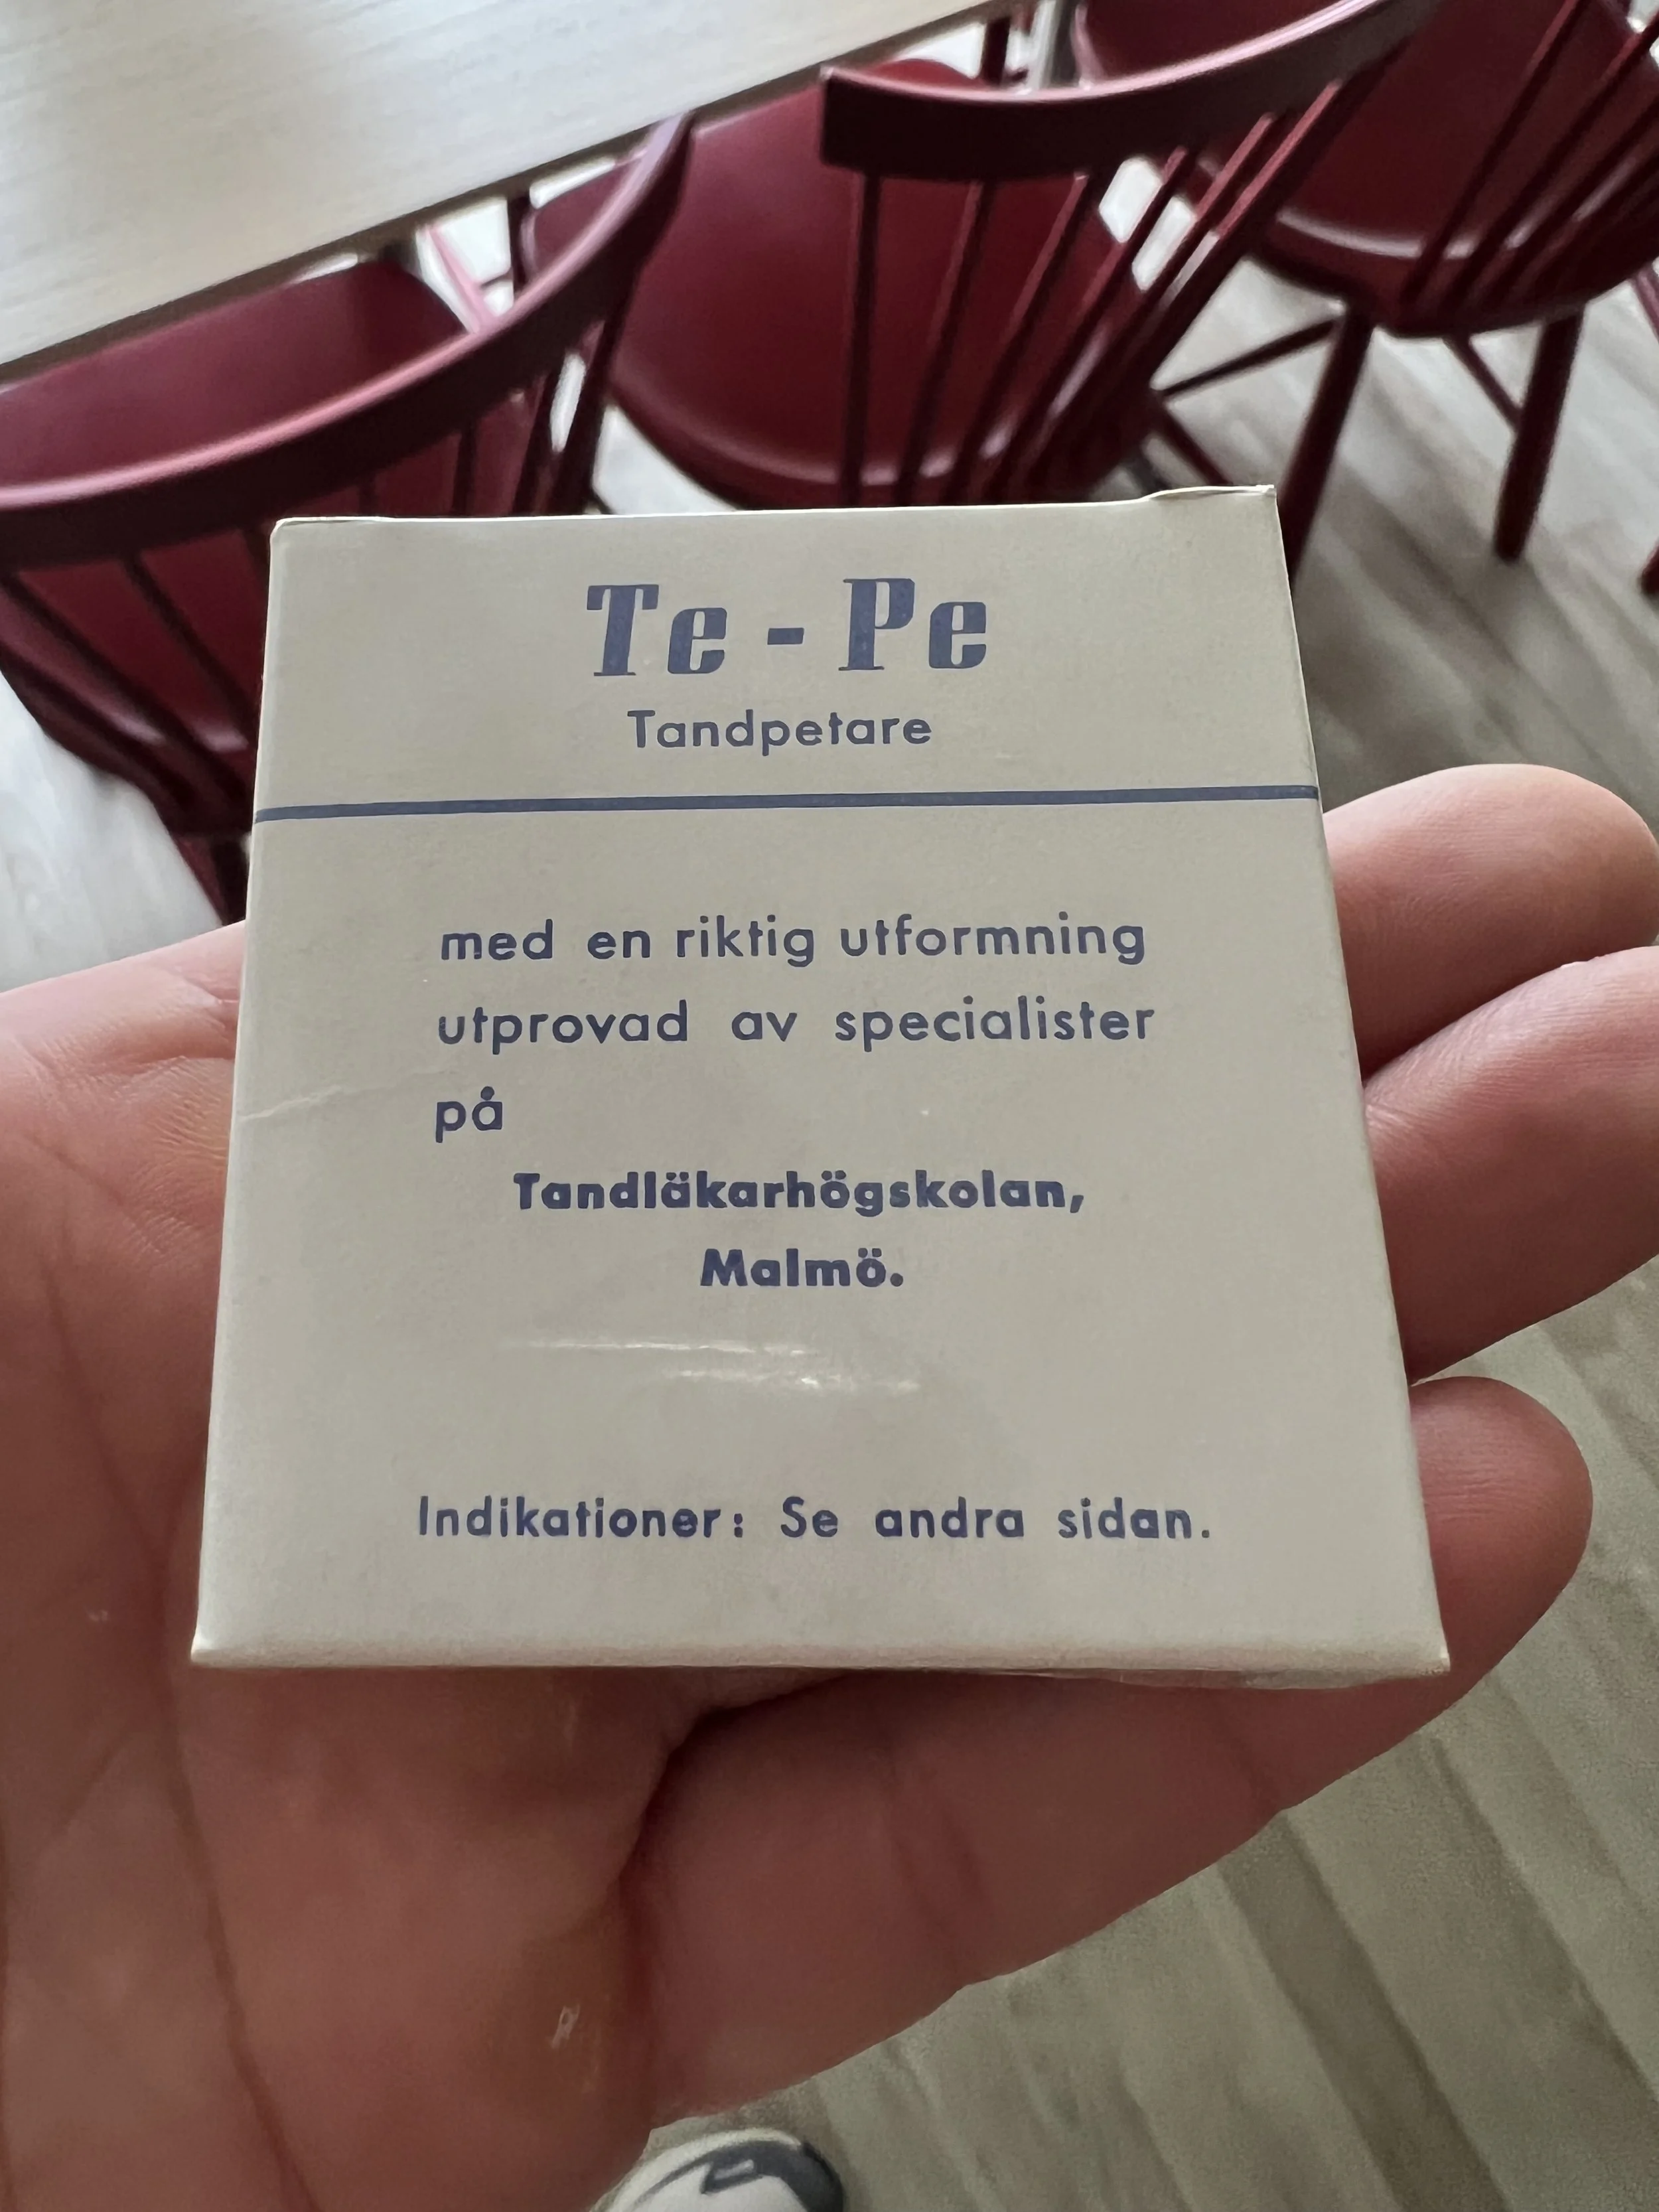 Te - Pe
Tandpetare
med en riktig utformning
utprovad av specialister
på
Tandläkarhögskolan,
Malmö.
Indikationer: Se andra sidan.